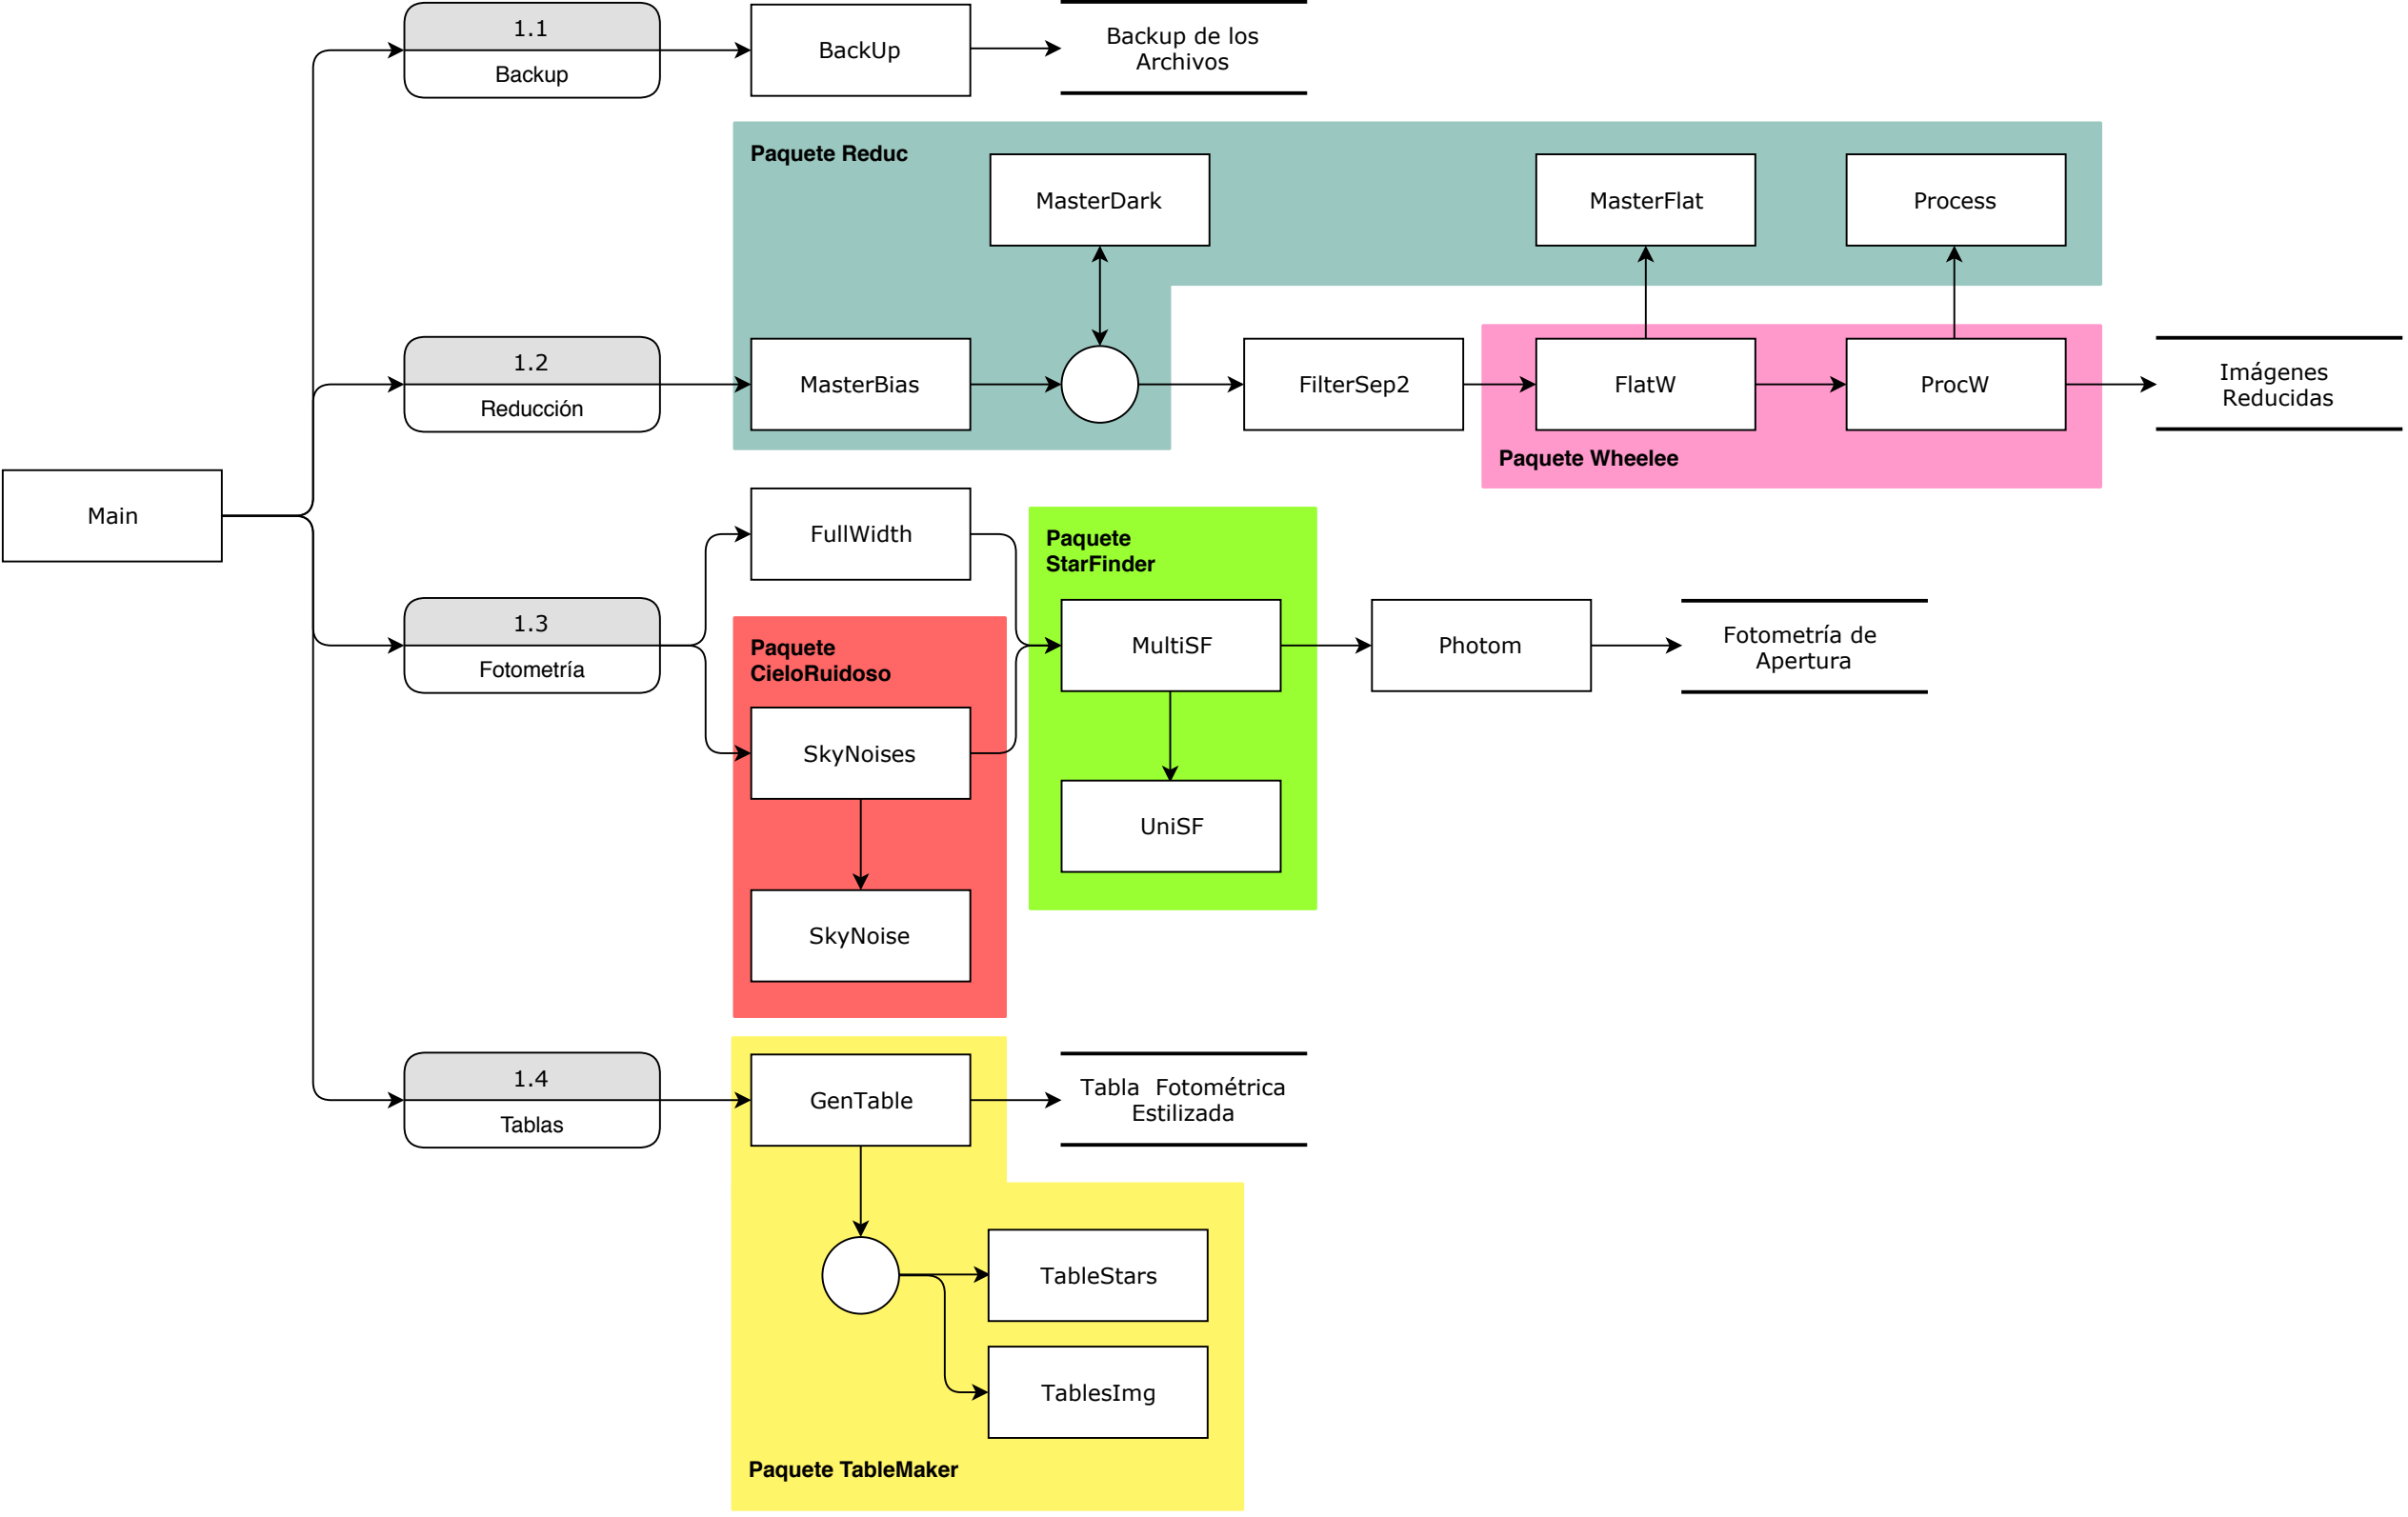 1.1
Backup
BackUp
Backup de los
Archivos
Paquete Reduc
MasterDark
MasterFlat
Process
1.2
Reducción
MasterBias
FilterSep2
FlatW
ProcW
Imágenes
Reducidas
Paquete Wheelee
Main
FullWidth
Paquete
StarFinder
1.3
Fotometría
Paquete
CieloRuidoso
MultiSF
Photom
Fotometría de
Apertura
SkyNoises
UniSF
SkyNoise
1.4
Tablas
GenTable
Tabla Fotométrica
Estilizada
TableStars
TablesImg
Paquete TableMaker